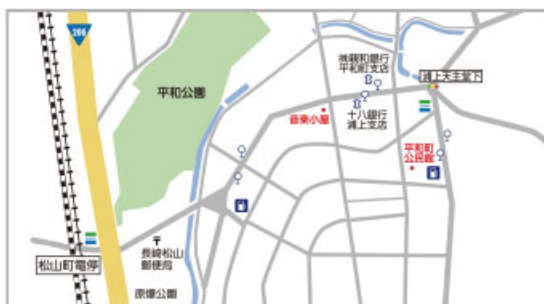 206
㈱親和銀行
平和町支店
浦上天主堂下
平和公園
音楽小屋
十八銀行
浦上支店
平和町
公民館
松山町電停
長崎松山
郵便局
原爆公園